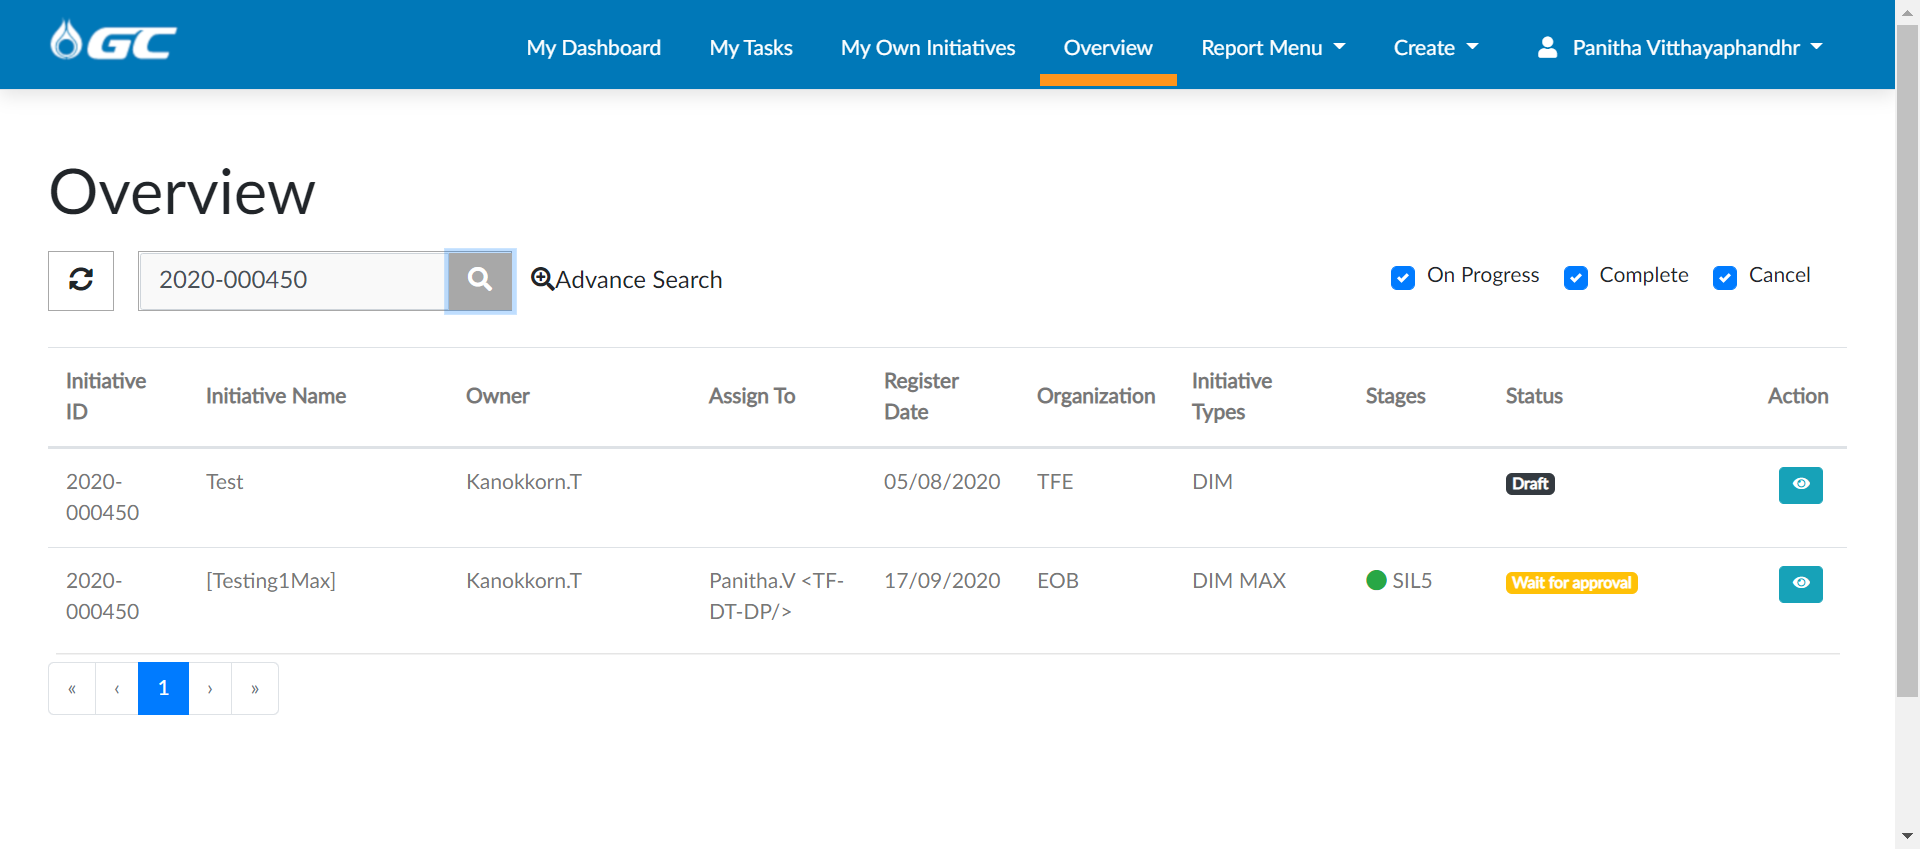 GC
My Dashboard My Tasks My Own Initiatives Overview Report Menu Create Panitha Vitthayaphandhr
Overview
2020-000450 Advance Search On Progress Complete Cancel
Initiative ID Initiative Name Owner Assign To Register Date Organization Initiative Types Stages Status Action
2020-000450 Test Kanokkorn.T 05/08/2020 TFE DIM Draft
2020-000450 [Testing1Max] Kanokkorn.T Panitha.V <TF-DT-DP/> 17/09/2020 EOB DIM MAX SIL5 Wait for approval
« ‹ 1 › »